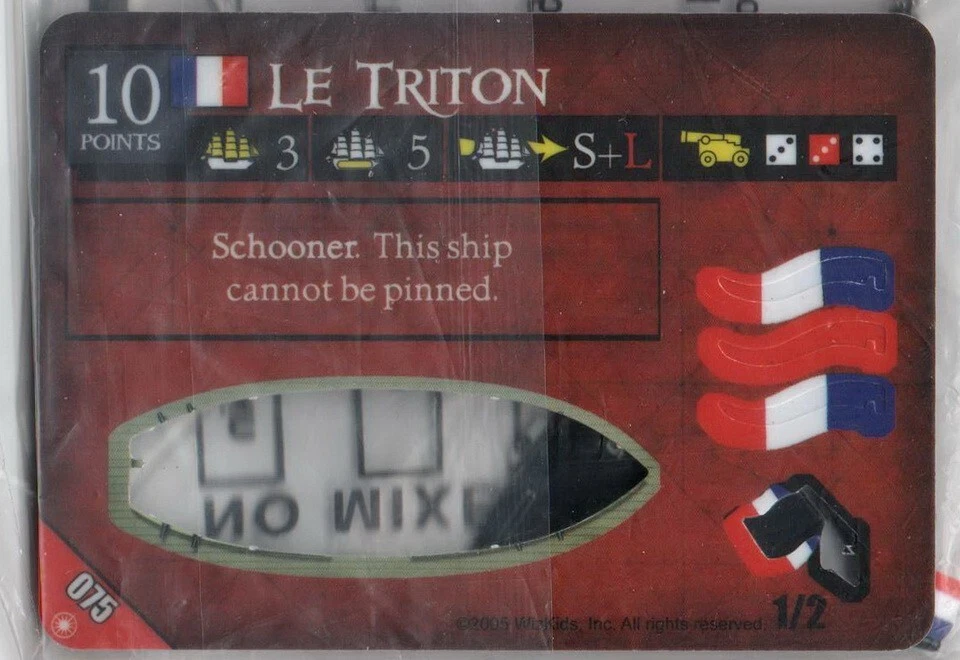 10
POINTS
LE TRITON
3
5
S+L
Schooner. This ship
cannot be pinned.
NO MIXE
075
©2005 WizKids, Inc. All rights reserved. 1/2